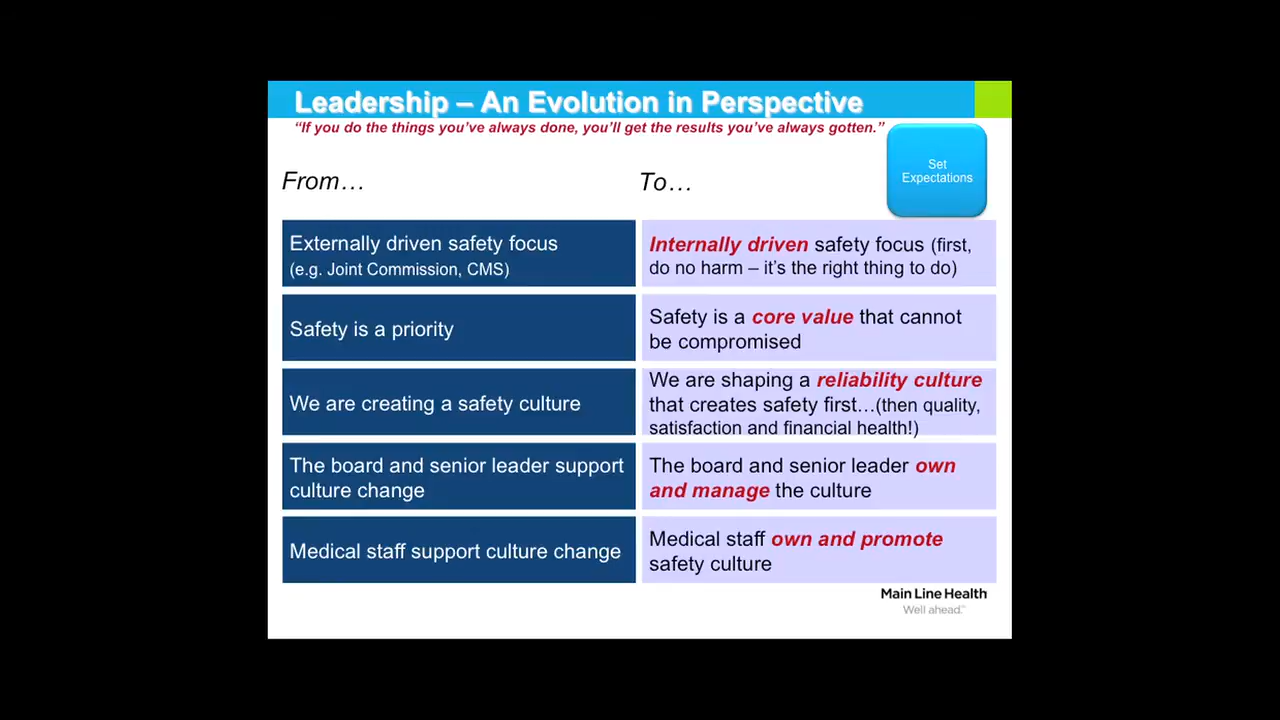 Leadership – An Evolution in Perspective
“If you do the things you’ve always done, you’ll get the results you’ve always gotten.”
Set
Expectations
From…
To…
Externally driven safety focus
(e.g. Joint Commission, CMS)
Internally driven safety focus (first,
do no harm – it’s the right thing to do)
Safety is a priority
Safety is a core value that cannot
be compromised
We are creating a safety culture
We are shaping a reliability culture
that creates safety first…(then quality,
satisfaction and financial health!)
The board and senior leader support
culture change
The board and senior leader own
and manage the culture
Medical staff support culture change
Medical staff own and promote
safety culture
Main Line Health
Well ahead.™